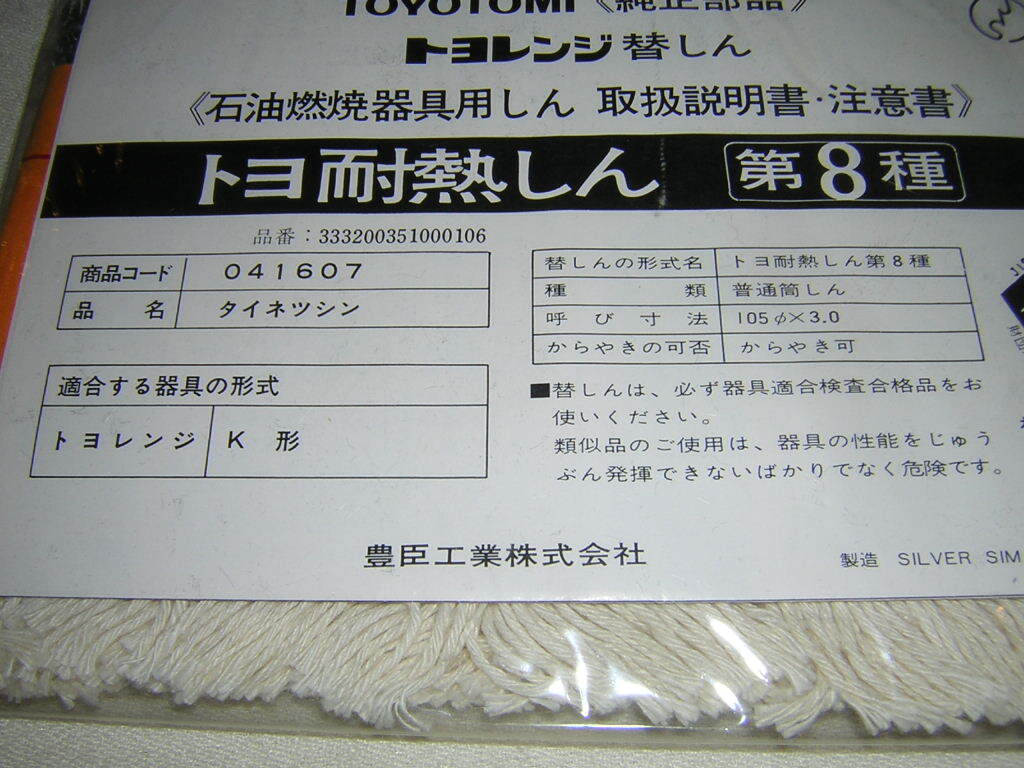 TOYOTOMI《純正部品》
トヨレンジ替しん
《石油燃焼器具用しん 取扱説明書・注意書》
トヨ耐熱しん 第8種
品番：333200351000106
商品コード 041607
品名 タイネツシン
適合する器具の形式
トヨレンジ K 形
替しんの形式名 トヨ耐熱しん第8種
種類 普通筒しん
呼び寸法 105φ×3.0
からやきの可否 からやき可
■替しんは、必ず器具適合検査合格品をお
使いください。
類似品のご使用は、器具の性能をじゅう
ぶん発揮できないばかりでなく危険です。
豊臣工業株式会社
製造 SILVER SIM